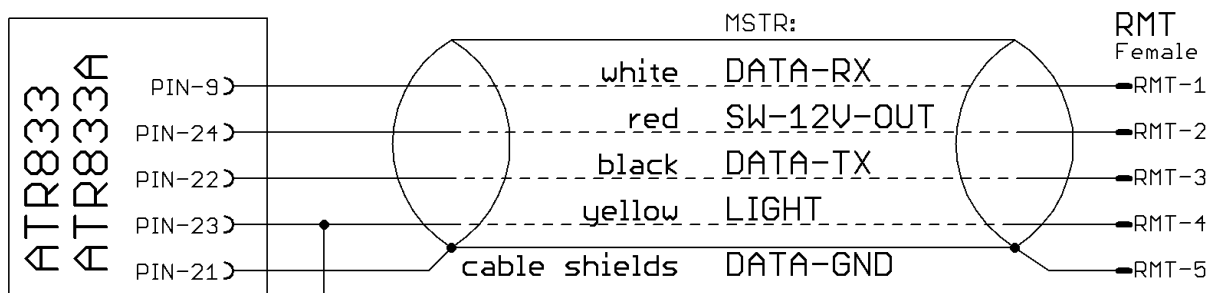 MSTR:
RMT
Female
ATR833
ATR833A
PIN-9 white DATA-RX RMT-1
PIN-24 red SW-12V-OUT RMT-2
PIN-22 black DATA-TX RMT-3
PIN-23 yellow LIGHT RMT-4
PIN-21 cable shields DATA-GND RMT-5